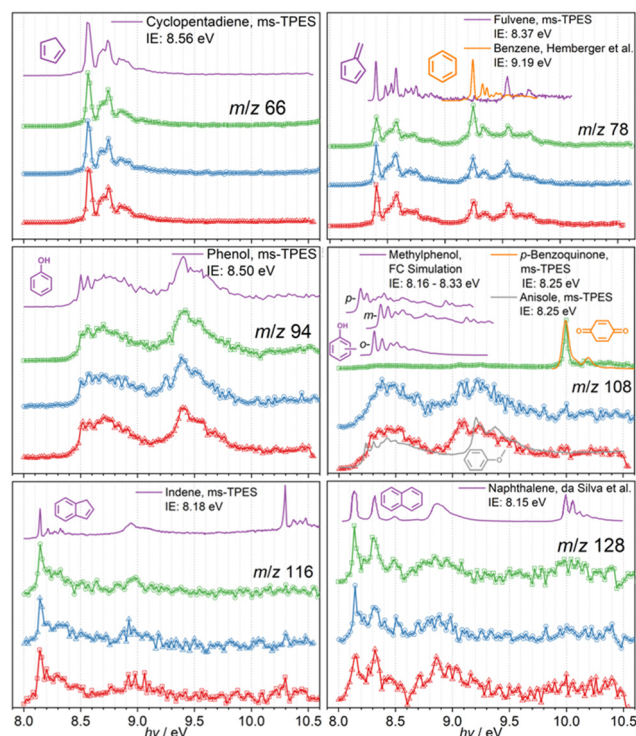 Cyclopentadiene, ms-TPES
IE: 8.56 eV
m/z 66
Fulvene, ms-TPES
IE: 8.37 eV
Benzene, Hemberger et al.
IE: 9.19 eV
m/z 78
OH
Phenol, ms-TPES
IE: 8.50 eV
m/z 94
Methylphenol,
FC Simulation
IE: 8.16 - 8.33 eV
p-Benzoquinone,
ms-TPES
IE: 8.25 eV
Anisole, ms-TPES
IE: 8.25 eV
p-
m-
OH
o-
O
O
m/z 108
O
Indene, ms-TPES
IE: 8.18 eV
m/z 116
Naphthalene, da Silva et al.
IE: 8.15 eV
m/z 128
8.0 8.5 9.0 9.5 10.0 10.5
hν / eV
8.0 8.5 9.0 9.5 10.0 10.5
hν / eV